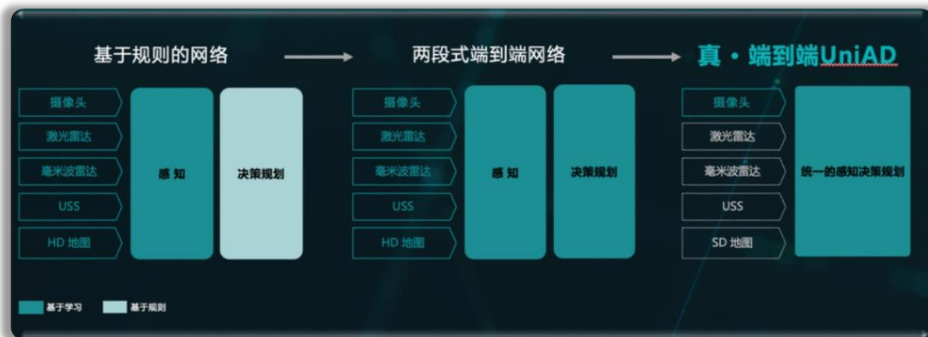 基于规则的网络
两段式端到端网络
真·端到端UniAD
摄像头
激光雷达
毫米波雷达
USS
HD 地图
感 知
决策规划
摄像头
激光雷达
毫米波雷达
USS
HD 地图
感 知
决策规划
摄像头
激光雷达
毫米波雷达
USS
SD 地图
统一的感知决策规划
基于学习
基于规则